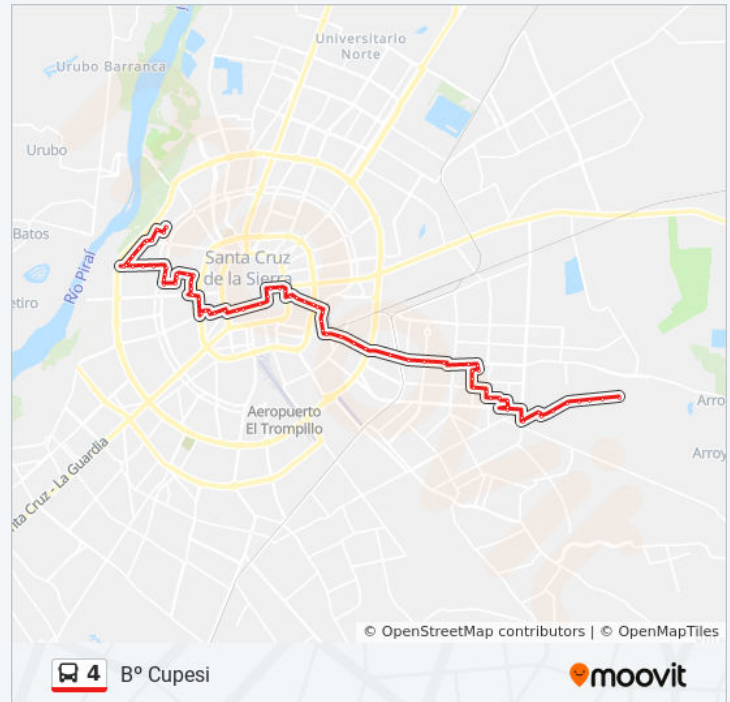 Universitario
Norte
Urubo Barranca
Urubo
Batos
Río Piraí
etiro
Santa Cruz
de la Sierra
Aeropuerto
El Trompillo
Arro
Arroy
nta Cruz - La Guardia
© OpenStreetMap contributors | © OpenMapTiles
4 Bº Cupesi
moovit